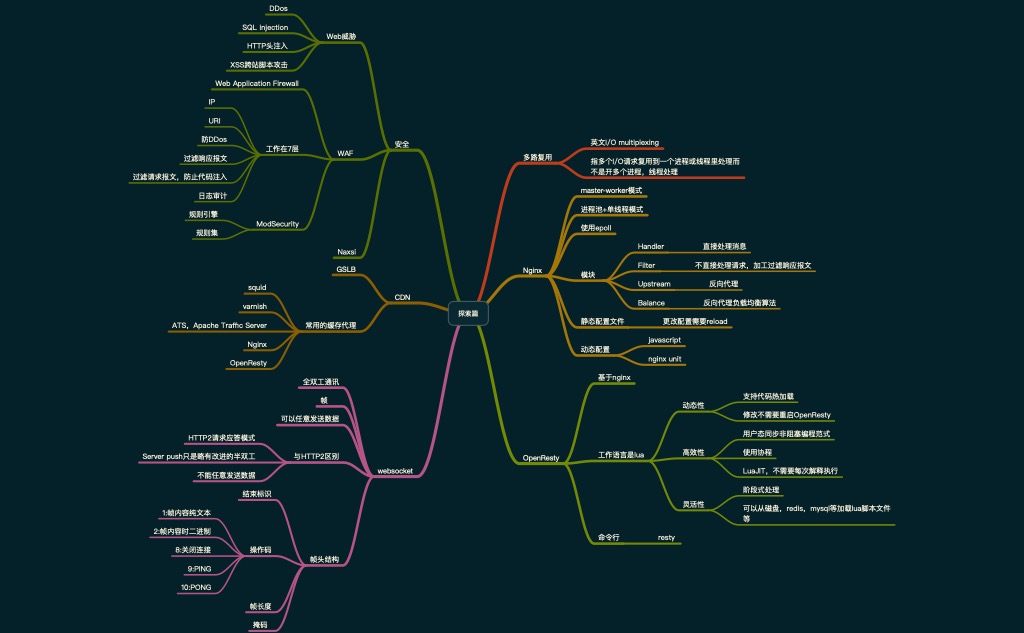 探索篇
多路复用
英文I/O multiplexing
指多个I/O请求复用到一个进程或线程里处理而
不是开多个进程，线程处理
Nginx
master-worker模式
进程池+单线程模式
使用epoll
模块
Handler
直接处理消息
Filter
不直接处理请求，加工过滤响应报文
Upstream
反向代理
Balance
反向代理负载均衡算法
静态配置文件
更改配置需要reload
动态配置
javascript
nginx unit
OpenResty
基于nginx
工作语言是lua
动态性
支持代码热加载
修改不需要重启OpenResty
高效性
用户态同步非阻塞编程范式
使用协程
LuaJIT，不需要每次解释执行
灵活性
阶段式处理
可以从磁盘，redis，mysql等加载lua脚本文件
等
命令行
resty
安全
Web威胁
DDos
SQL injection
HTTP头注入
XSS跨站脚本攻击
WAF
Web Application Firewall
工作在7层
IP
URI
防DDos
过滤响应报文
过滤请求报文，防止代码注入
日志审计
ModSecurity
规则引擎
规则集
Naxsi
CDN
GSLB
常用的缓存代理
squid
varnish
ATS，Apache Traffic Server
Nginx
OpenResty
websocket
全双工通讯
帧
可以任意发送数据
与HTTP2区别
HTTP2请求应答模式
Server push只是略有改进的半双工
不能任意发送数据
帧头结构
结束标识
操作码
1:帧内容纯文本
2:帧内容时二进制
8:关闭连接
9:PING
10:PONG
帧长度
掩码